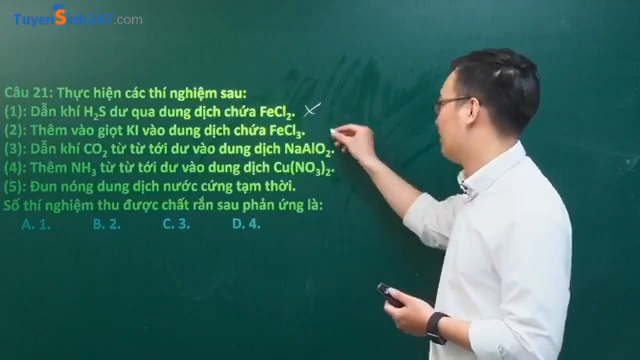 TuyenSinh247.com
Câu 21: Thực hiện các thí nghiệm sau:
(1): Dẫn khí H₂S dư qua dung dịch chứa FeCl₂.
(2): Thêm vào giọt KI vào dung dịch chứa FeCl₃.
(3): Dẫn khí CO₂ từ từ tới dư vào dung dịch NaAlO₂.
(4): Thêm NH₃ từ từ tới dư vào dung dịch Cu(NO₃)₂.
(5): Đun nóng dung dịch nước cứng tạm thời.
Số thí nghiệm thu được chất rắn sau phản ứng là:
A. 1. B. 2. C. 3. D. 4.